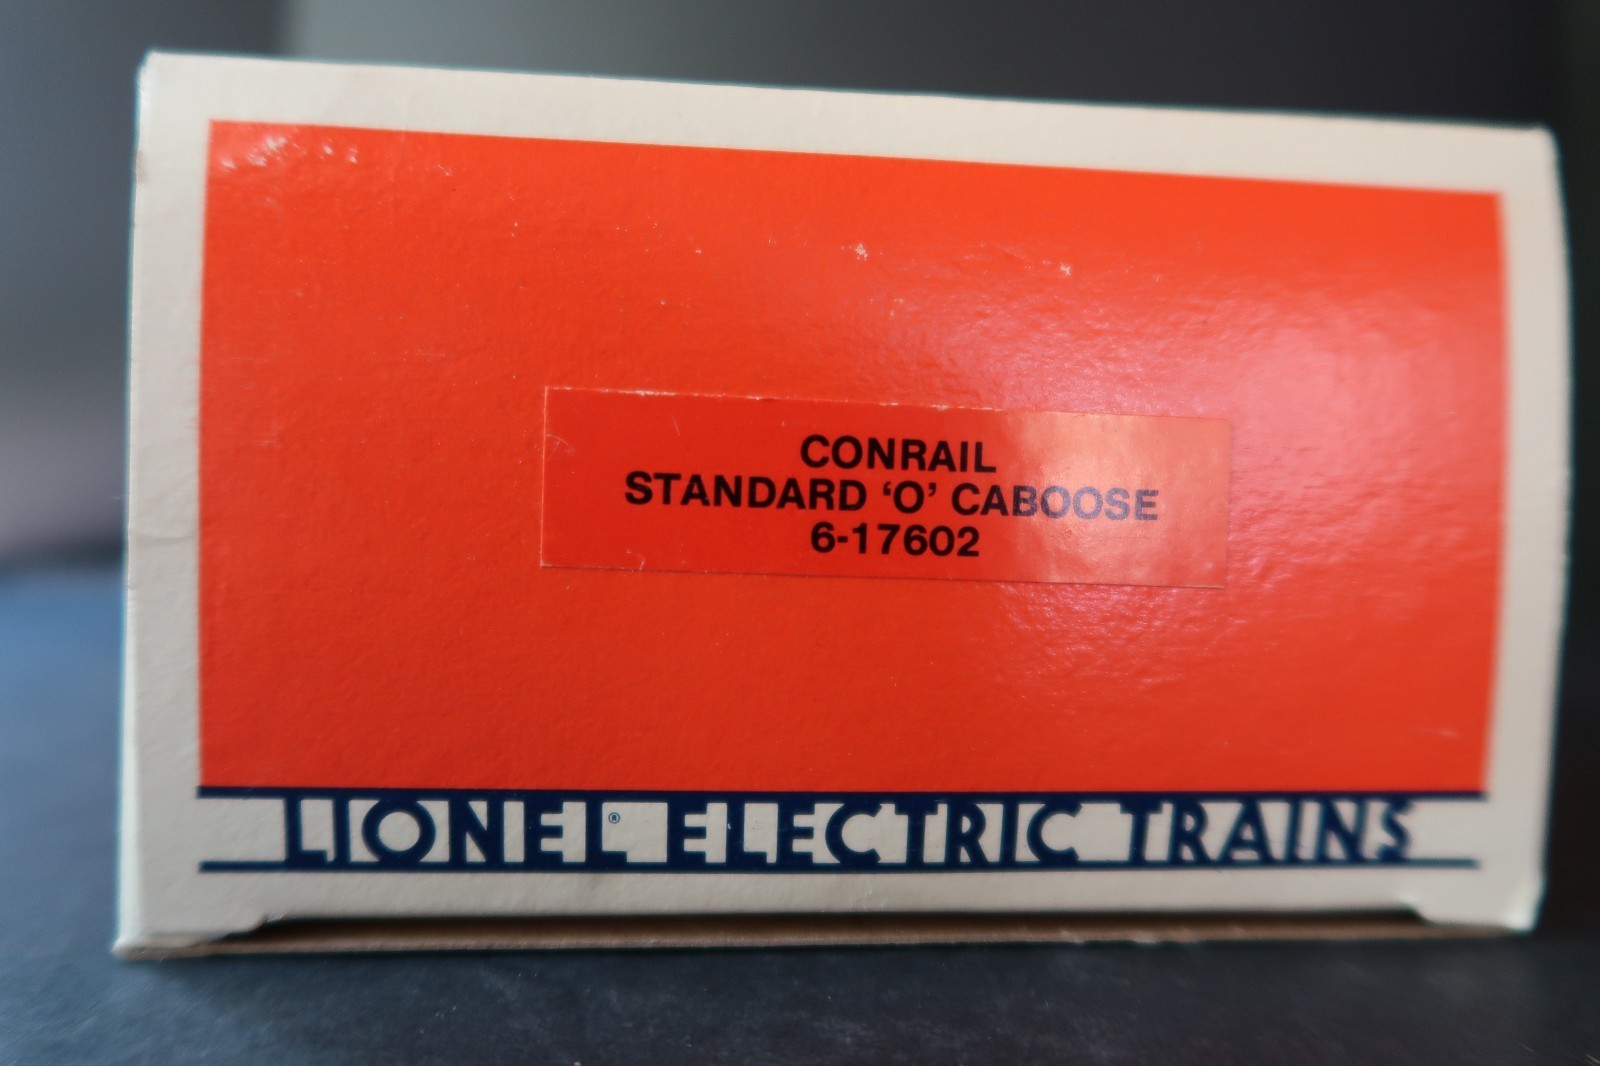 CONRAIL
STANDARD ‘O’ CABOOSE
6-17602
LIONEL® ELECTRIC TRAINS